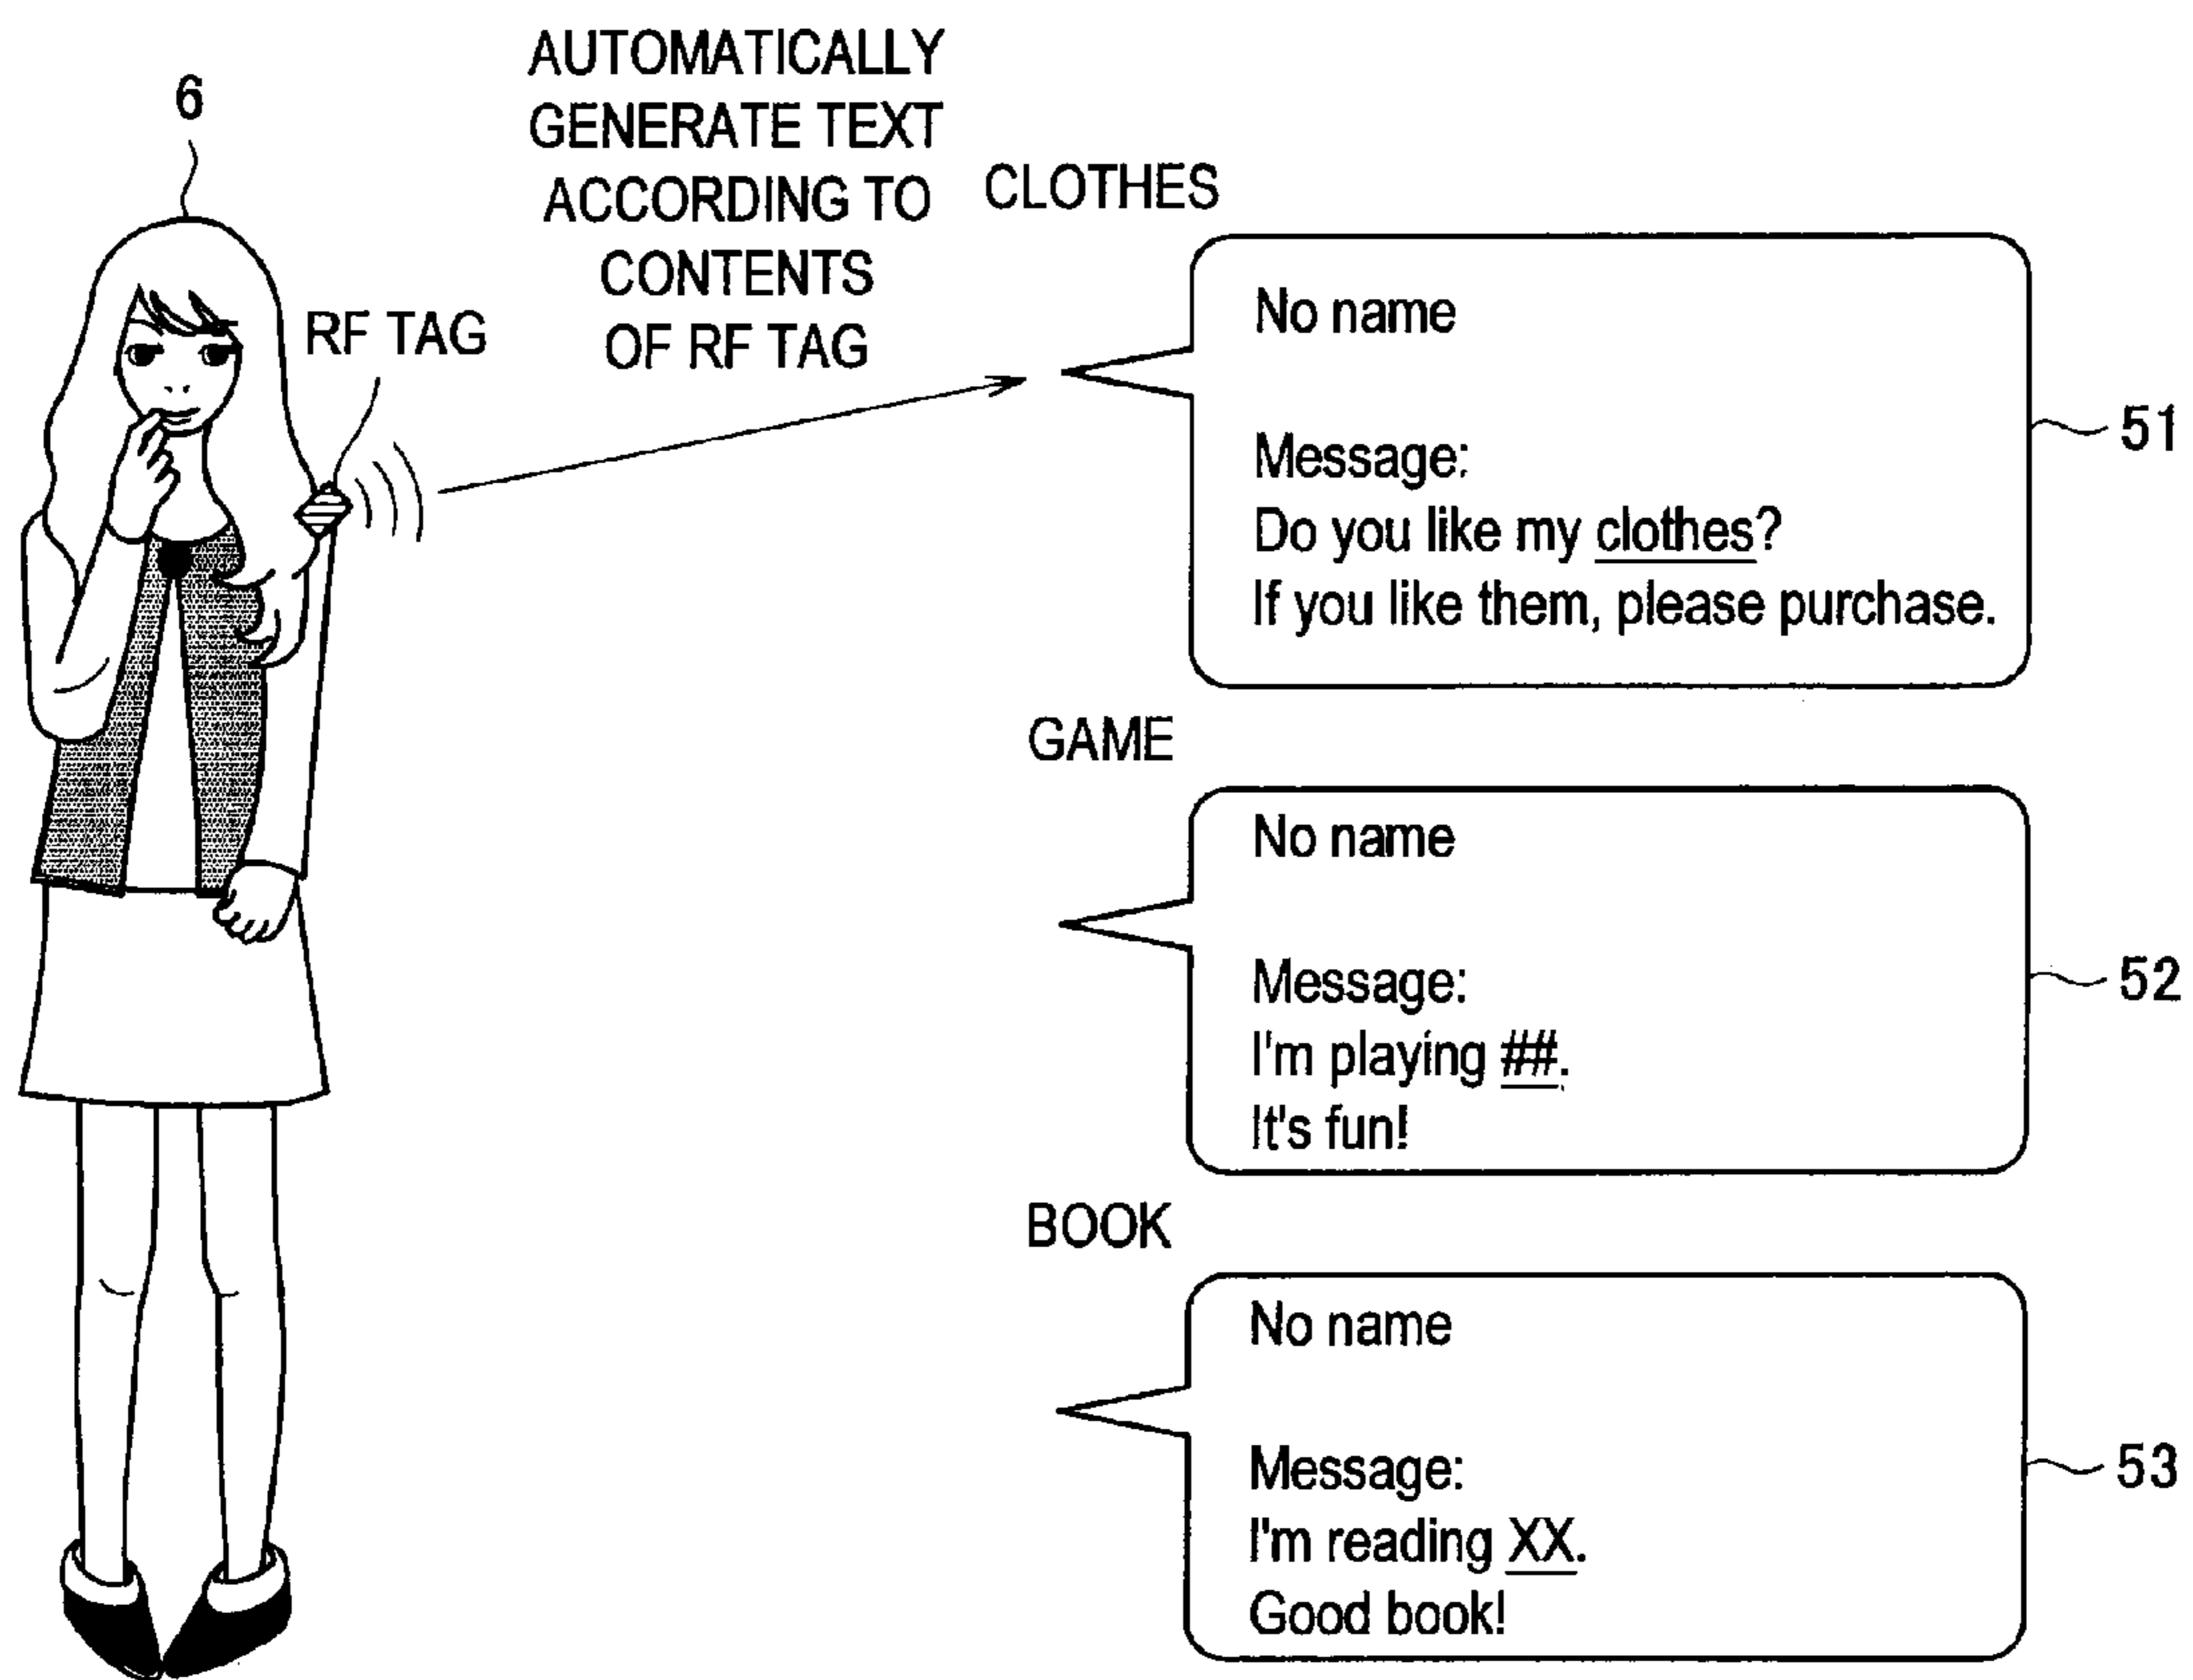 6
AUTOMATICALLY
GENERATE TEXT
ACCORDING TO
CONTENTS
OF RF TAG
RF TAG
CLOTHES
No name
Message:
Do you like my clothes?
If you like them, please purchase.
51
GAME
No name
Message:
I'm playing ##.
It's fun!
52
BOOK
No name
Message:
I'm reading XX.
Good book!
53